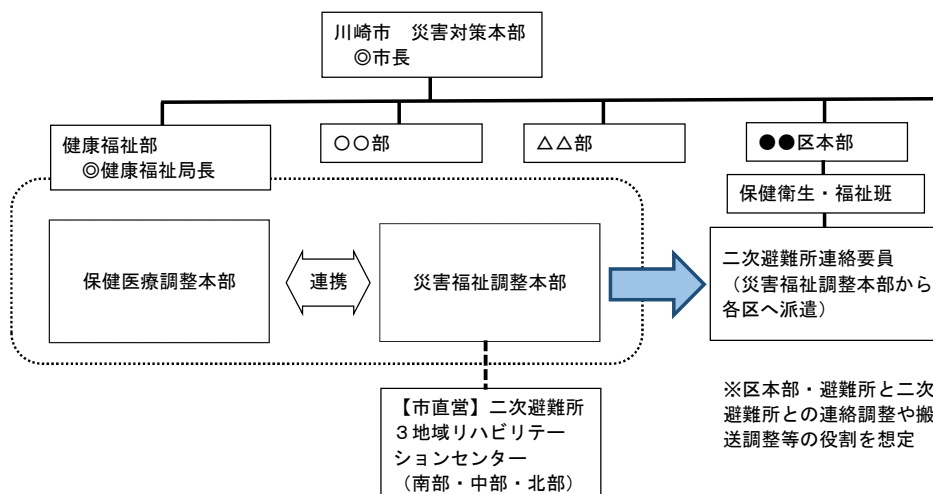 川崎市　災害対策本部
◎市長
健康福祉部
◎健康福祉局長
○○部
△△部
●●区本部
保健衛生・福祉班
保健医療調整本部
連携
災害福祉調整本部
二次避難所連絡要員
（災害福祉調整本部から
各区へ派遣）
【市直営】二次避難所
３地域リハビリテー
ションセンター
（南部・中部・北部）
※区本部・避難所と二次
避難所との連絡調整や搬
送調整等の役割を想定